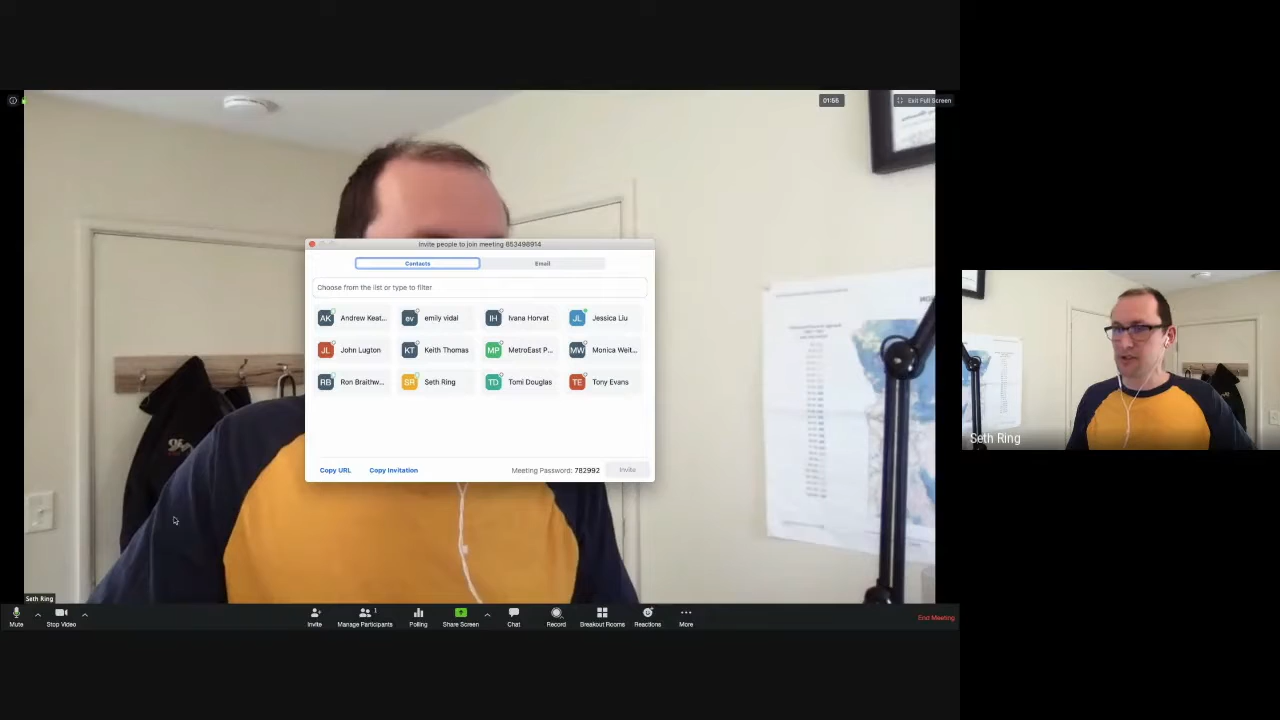 01:55
Exit Full Screen
Invite people to join meeting 853498914
Contacts
Email
Choose from the list or type to filter
AK Andrew Keat...
ev emily vidal
IH Ivana Horvat
JL Jessica Liu
JL John Lugton
KT Keith Thomas
MP MetroEast P...
MW Monica Weit...
RB Ron Braithw...
SR Seth Ring
TD Tomi Douglas
TE Tony Evans
Copy URL
Copy Invitation
Meeting Password: 782992
Invite
Seth Ring
Seth Ring
1
Mute
Stop Video
Invite
Manage Participants
Polling
Share Screen
Chat
Record
Breakout Rooms
Reactions
More
End Meeting